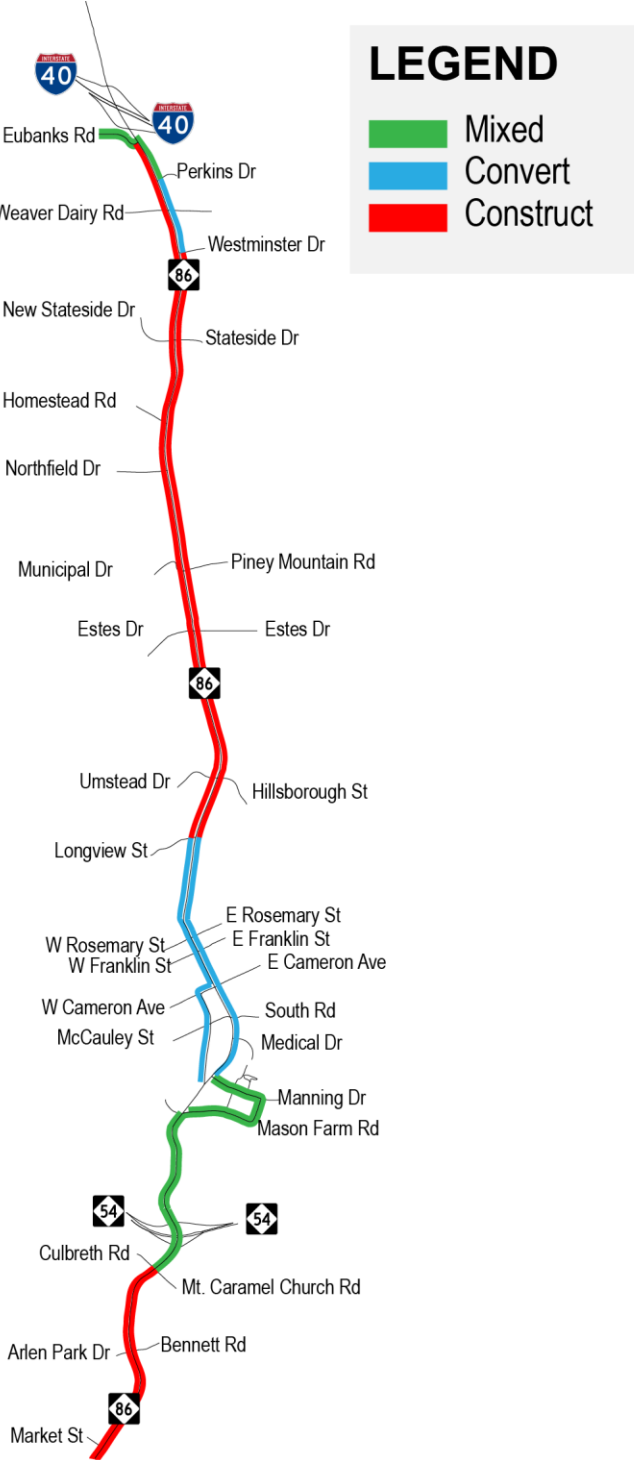 LEGEND
Mixed
Convert
Construct
INTERSTATE
40
INTERSTATE
40
Eubanks Rd
Perkins Dr
Weaver Dairy Rd
Westminster Dr
86
New Stateside Dr
Stateside Dr
Homestead Rd
Northfield Dr
Municipal Dr
Piney Mountain Rd
Estes Dr
Estes Dr
86
Umstead Dr
Hillsborough St
Longview St
E Rosemary St
W Rosemary St
E Franklin St
W Franklin St
E Cameron Ave
W Cameron Ave
South Rd
McCauley St
Medical Dr
Manning Dr
Mason Farm Rd
54
54
Culbreth Rd
Mt. Caramel Church Rd
Bennett Rd
Arlen Park Dr
86
Market St